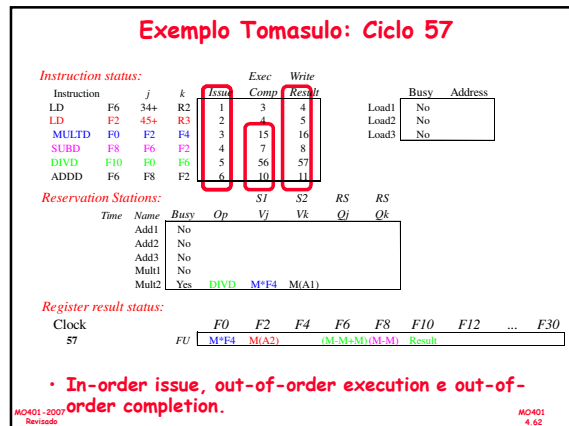 Exemplo Tomasulo: Ciclo 57
Instruction status: Exec Write
Instruction j k Issue Comp Result Busy Address
LD F6 34+ R2 1 3 4 Load1 No
LD F2 45+ R3 2 4 5 Load2 No
MULTD F0 F2 F4 3 15 16 Load3 No
SUBD F8 F6 F2 4 7 8
DIVD F10 F0 F6 5 56 57
ADDD F6 F8 F2 6 10 11
Reservation Stations: S1 S2 RS RS
Time Name Busy Op Vj Vk Qj Qk
Add1 No
Add2 No
Add3 No
Mult1 No
Mult2 Yes DIVD M*F4 M(A1)
Register result status:
Clock F0 F2 F4 F6 F8 F10 F12 ... F30
57 FU M*F4 M(A2) (M-M+M) (M-M) Result
• In-order issue, out-of-order execution e out-of-
order completion.
MO401-2007
Revisado
MO401
4.62